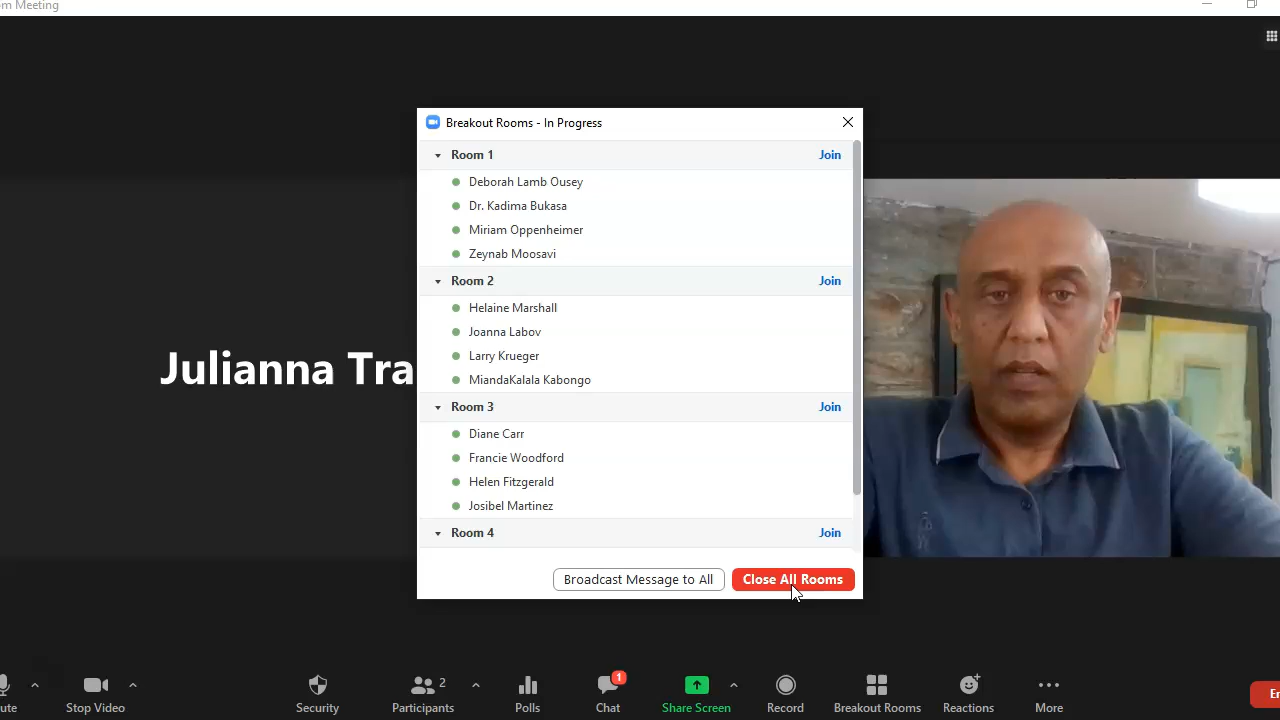 om Meeting
Breakout Rooms - In Progress
Room 1 Join
Deborah Lamb Ousey
Dr. Kadima Bukasa
Miriam Oppenheimer
Zeynab Moosavi
Room 2 Join
Helaine Marshall
Joanna Labov
Larry Krueger
MiandaKalala Kabongo
Julianna Tra
Room 3 Join
Diane Carr
Francie Woodford
Helen Fitzgerald
Josibel Martinez
Room 4 Join
Broadcast Message to All Close All Rooms
ute Stop Video Security Participants 2 Polls Chat 1 Share Screen Record Breakout Rooms Reactions More En